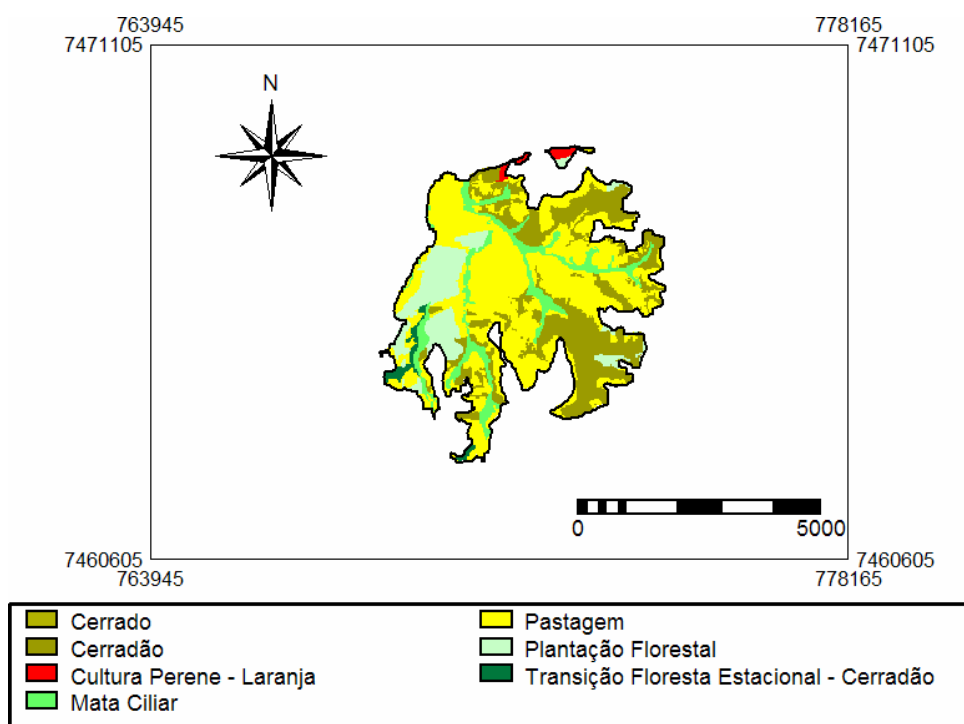 763945 778165
7471105 7471105
N
0 5000
7460605 7460605
763945 778165
Cerrado
Cerradão
Cultura Perene - Laranja
Mata Ciliar
Pastagem
Plantação Florestal
Transição Floresta Estacional - Cerradão